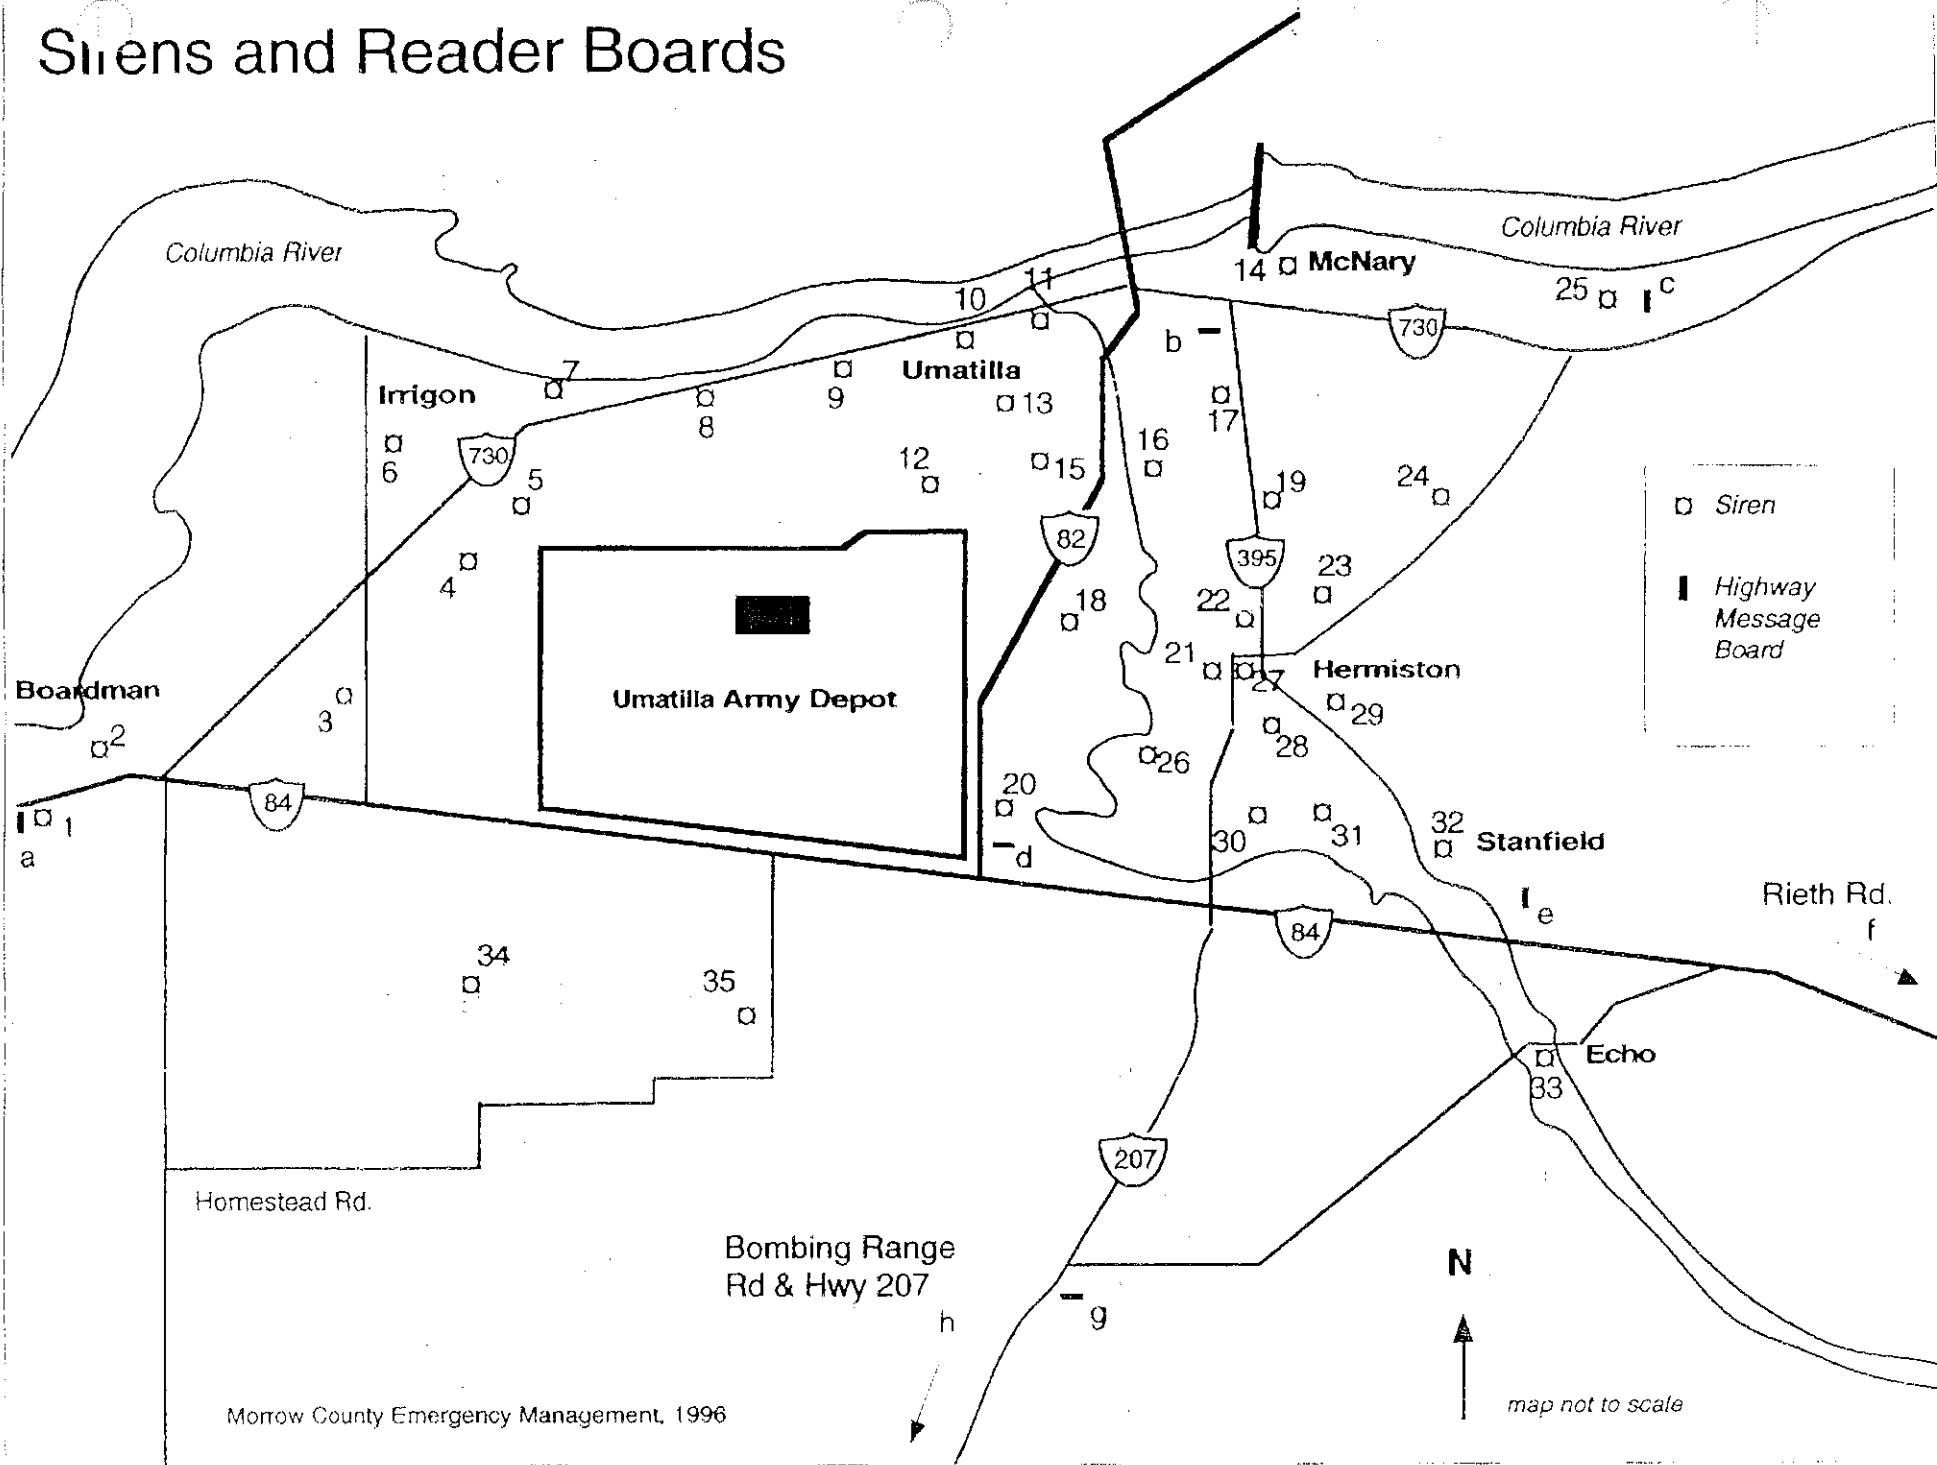 Sirens and Reader Boards
Columbia River
Columbia River
11
10
14
McNary
25
c
730
b
7
Irrigon
Umatilla
9
13
8
17
6
730
5
16
12
15
19
24
Siren
82
395
4
23
Highway
Message
Board
18
22
21
Hermiston
27
Boardman
Umatilla Army Depot
3
29
2
28
26
84
20
1
30
31
32
Stanfield
a
d
e
Rieth Rd.
f
84
34
35
Echo
33
207
Homestead Rd.
Bombing Range
Rd & Hwy 207
h
g
N
Morrow County Emergency Management, 1996
map not to scale